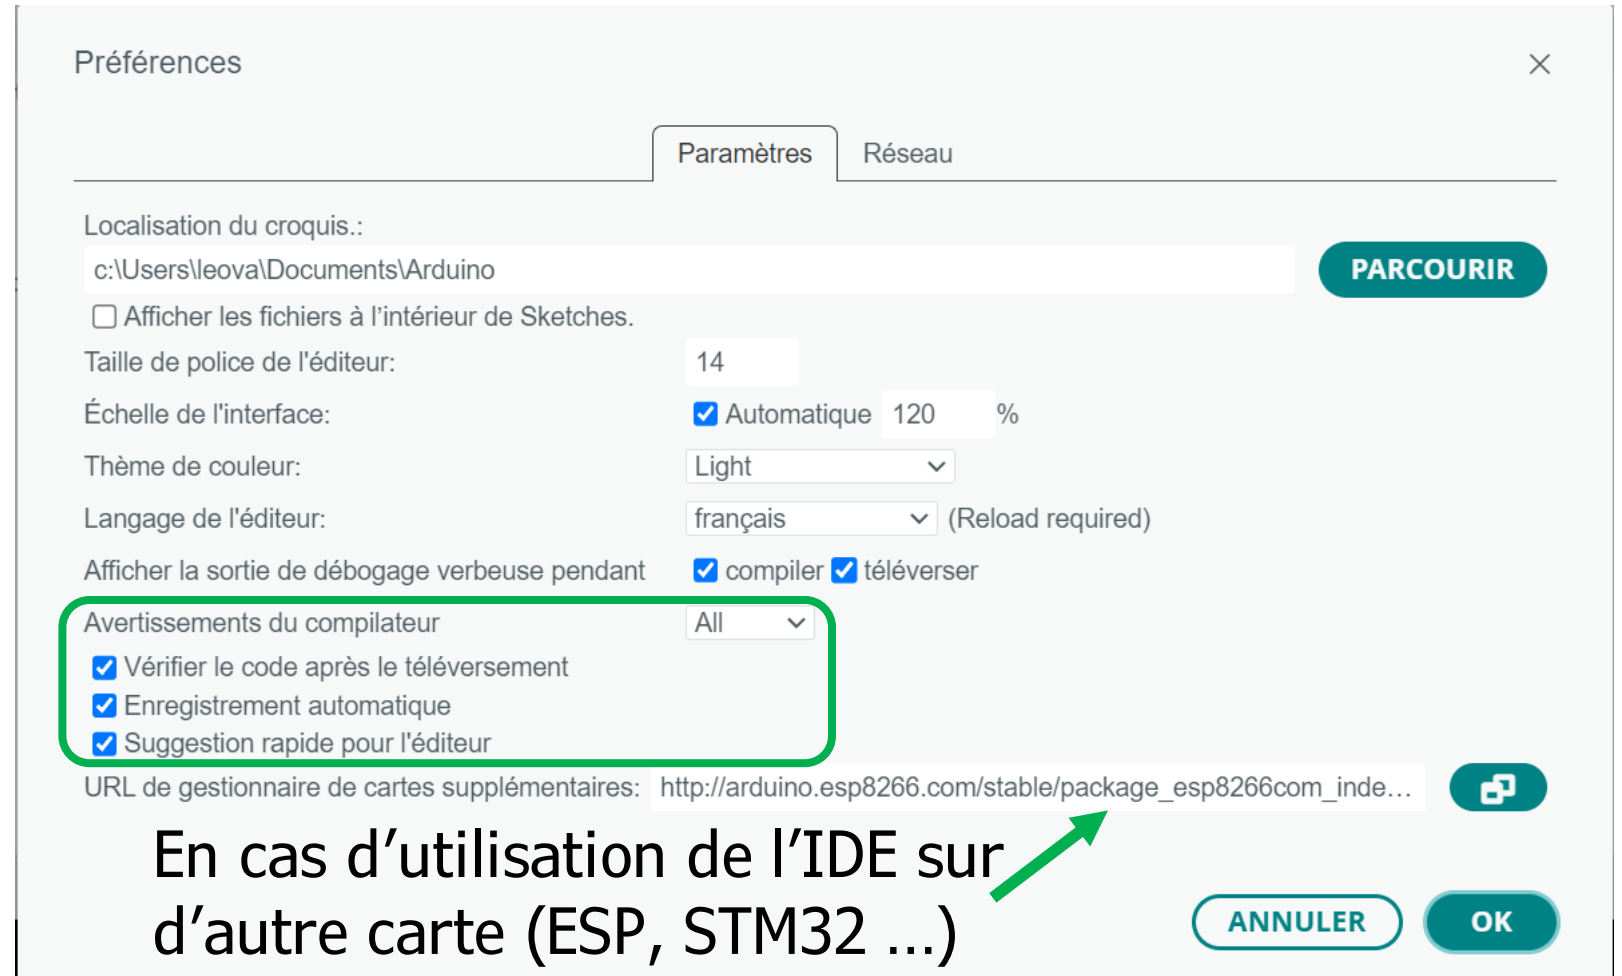 Préférences
Paramètres Réseau
Localisation du croquis.:
c:\Users\leova\Documents\Arduino PARCOURIR
Afficher les fichiers à l’intérieur de Sketches.
Taille de police de l'éditeur: 14
Échelle de l'interface: Automatique 120 %
Thème de couleur: Light
Langage de l'éditeur: français (Reload required)
Afficher la sortie de débogage verbeuse pendant compiler téléverser
Avertissements du compilateur All
Vérifier le code après le téléversement
Enregistrement automatique
Suggestion rapide pour l'éditeur
URL de gestionnaire de cartes supplémentaires: http://arduino.esp8266.com/stable/package_esp8266com_inde...
En cas d’utilisation de l’IDE sur
d’autre carte (ESP, STM32 …)
ANNULER OK